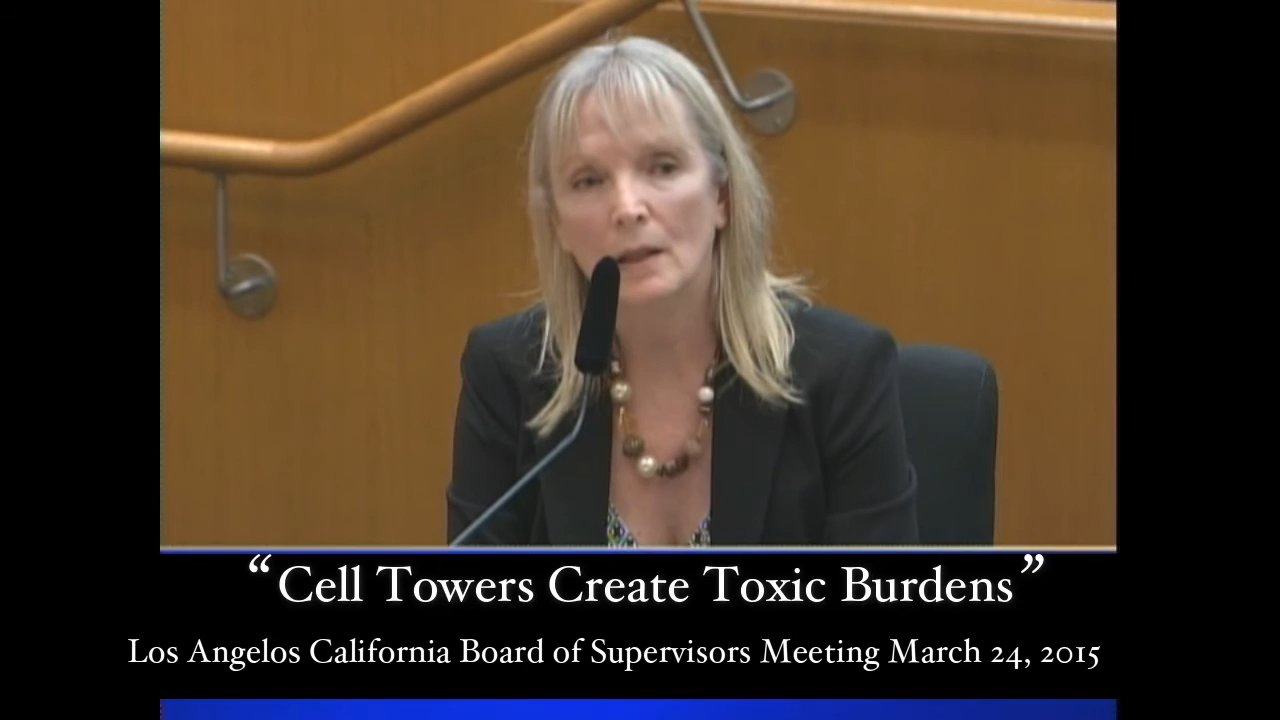 “Cell Towers Create Toxic Burdens”
Los Angelos California Board of Supervisors Meeting March 24, 2015